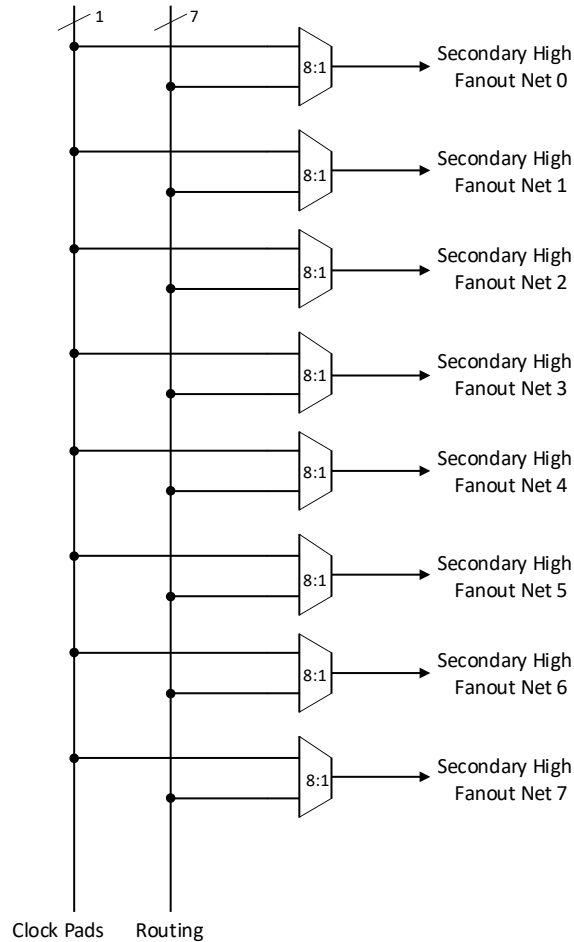 1
7
8:1
Secondary High
Fanout Net 0
8:1
Secondary High
Fanout Net 1
8:1
Secondary High
Fanout Net 2
8:1
Secondary High
Fanout Net 3
8:1
Secondary High
Fanout Net 4
8:1
Secondary High
Fanout Net 5
8:1
Secondary High
Fanout Net 6
8:1
Secondary High
Fanout Net 7
Clock Pads
Routing